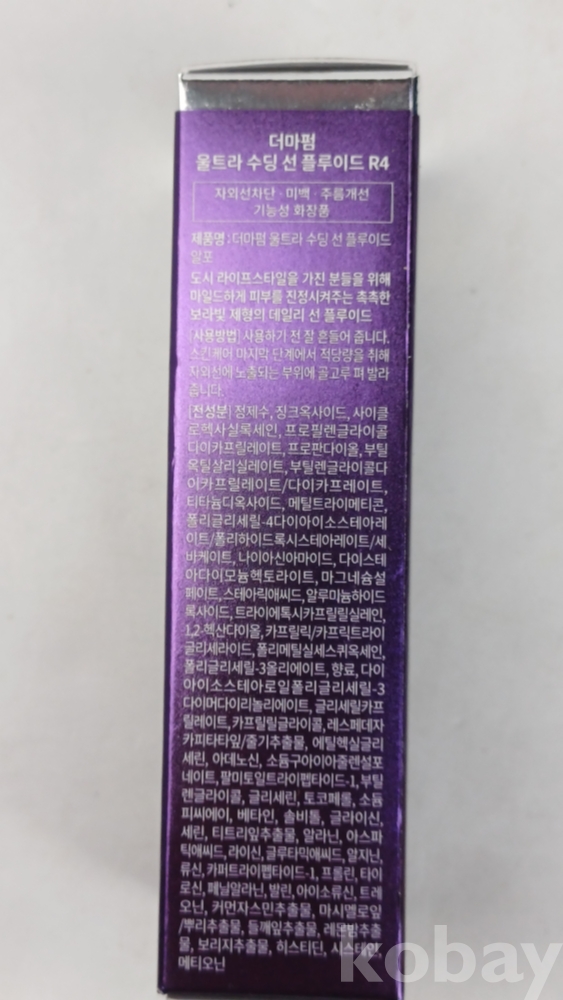 더마펌
울트라 수딩 선 플루이드 R4
자외선차단 · 미백 · 주름개선
기능성 화장품
제품명 : 더마펌 울트라 수딩 선 플루이드
알포
도시 라이프스타일을 가진 분들을 위해
마일드하게 피부를 진정시켜주는 촉촉한
보라빛 제형의 데일리 선 플루이드
[사용방법] 사용하기 전 잘 흔들어 줍니다.
스킨케어 마지막 단계에서 적당량을 취해
자외선에 노출되는 부위에 골고루 펴 발라
줍니다.
[전성분] 정제수, 징크옥사이드, 사이클
로헥사실록세인, 프로필렌글라이콜
다이카프릴레이트, 프로판다이올, 부틸
옥틸살리실레이트, 부틸렌글라이콜다
이카프릴레이트/다이카프레이트,
티타늄디옥사이드, 메틸트라이메티콘,
폴리글리세릴-4다이아이소스테아레
이트/폴리하이드록시스테아레이트/세
바케이트, 나이아신아마이드, 다이스테
아다이모늄헥토라이트, 마그네슘설
페이트, 스테아릭애씨드, 알루미늄하이드
록사이드, 트라이에톡시카프릴릴실레인,
1,2-헥산다이올, 카프릴릭/카프릭트라이
글리세라이드, 폴리메틸실세스퀴옥세인,
폴리글리세릴-3올리에이트, 향료, 다이
아이소스테아로일폴리글리세릴-3
다이머다이리놀리에이트, 글리세릴카프
릴레이트, 카프릴릴글라이콜, 레스페데자
카피타타잎/줄기추출물, 에틸헥실글리
세린, 아데노신, 소듐구아이아줄렌설포
네이트, 팔미토일트라이펩타이드-1, 부틸
렌글라이콜, 글리세린, 토코페롤, 소듐
피씨에이, 베타인, 솔비톨, 글라이신,
세린, 티트리잎추출물, 알라닌, 아스파
틱애씨드, 라이신, 글루타믹애씨드, 알지닌,
류신, 카퍼트라이펩타이드-1, 프롤린, 타이
로신, 페닐알라닌, 발린, 아이소류신, 트레
오닌, 커먼자스민추출물, 마시멜로잎
/뿌리추출물, 들깨잎추출물, 레몬밤추출
물, 보리지추출물, 히스티딘, 시스테인,
메티오닌
kobay